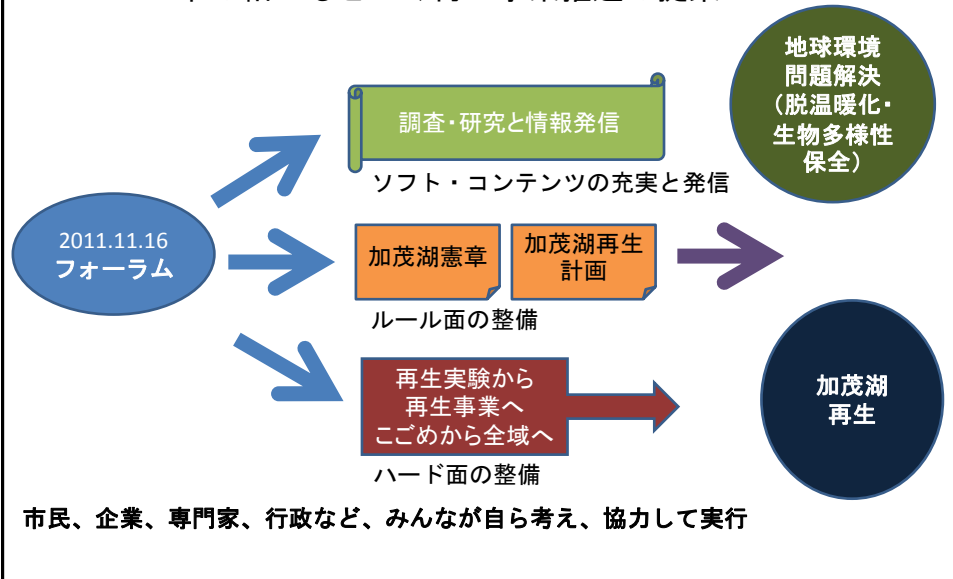 地球環境
問題解決
（脱温暖化・
生物多様性
保全）
調査・研究と情報発信
ソフト・コンテンツの充実と発信
2011.11.16
フォーラム
加茂湖憲章
加茂湖再生
計画
ルール面の整備
再生実験から
再生事業へ
こごめから全域へ
ハード面の整備
加茂湖
再生
市民、企業、専門家、行政など、みんなが自ら考え、協力して実行